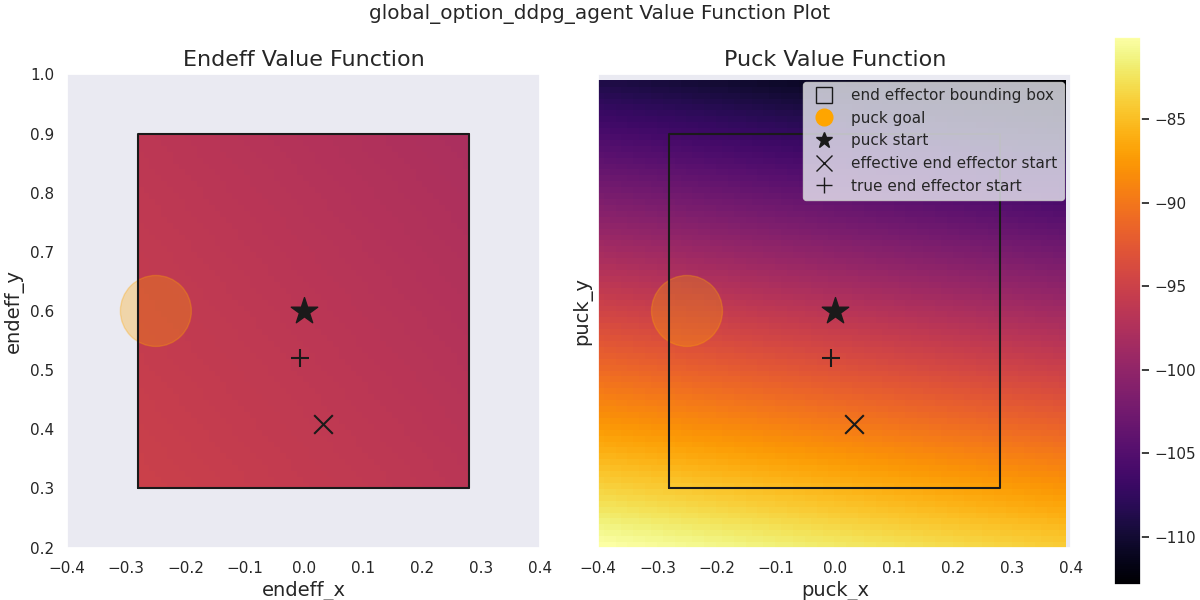 global_option_ddpg_agent Value Function Plot
Endeff Value Function
endeff_y
1.0
0.9
0.8
0.7
0.6
0.5
0.4
0.3
0.2
−0.4 −0.3 −0.2 −0.1 0.0 0.1 0.2 0.3 0.4
endeff_x
Puck Value Function
puck_y
end effector bounding box
puck goal
puck start
effective end effector start
true end effector start
−0.4 −0.3 −0.2 −0.1 0.0 0.1 0.2 0.3 0.4
puck_x
−85
−90
−95
−100
−105
−110